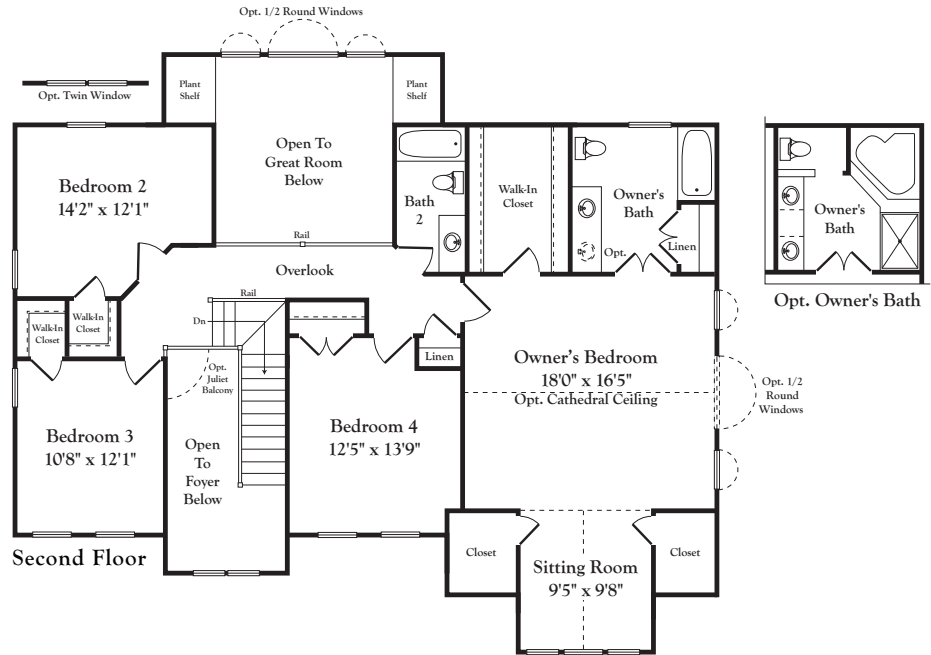 Opt. 1/2 Round Windows
Opt. Twin Window
Plant
Shelf
Plant
Shelf
Open To
Great Room
Below
Bedroom 2
14'2" x 12'1"
Bath
2
Walk-In
Closet
Owner's
Bath
Opt.
Linen
Owner's
Bath
Opt. Owner's Bath
Rail
Overlook
Rail
Dn
Walk-In
Closet
Walk-In
Closet
Opt.
Juliet
Balcony
Linen
Owner's Bedroom
18'0" x 16'5"
Opt. Cathedral Ceiling
Opt. 1/2
Round
Windows
Bedroom 3
10'8" x 12'1"
Open
To
Foyer
Below
Bedroom 4
12'5" x 13'9"
Second Floor
Closet
Sitting Room
9'5" x 9'8"
Closet